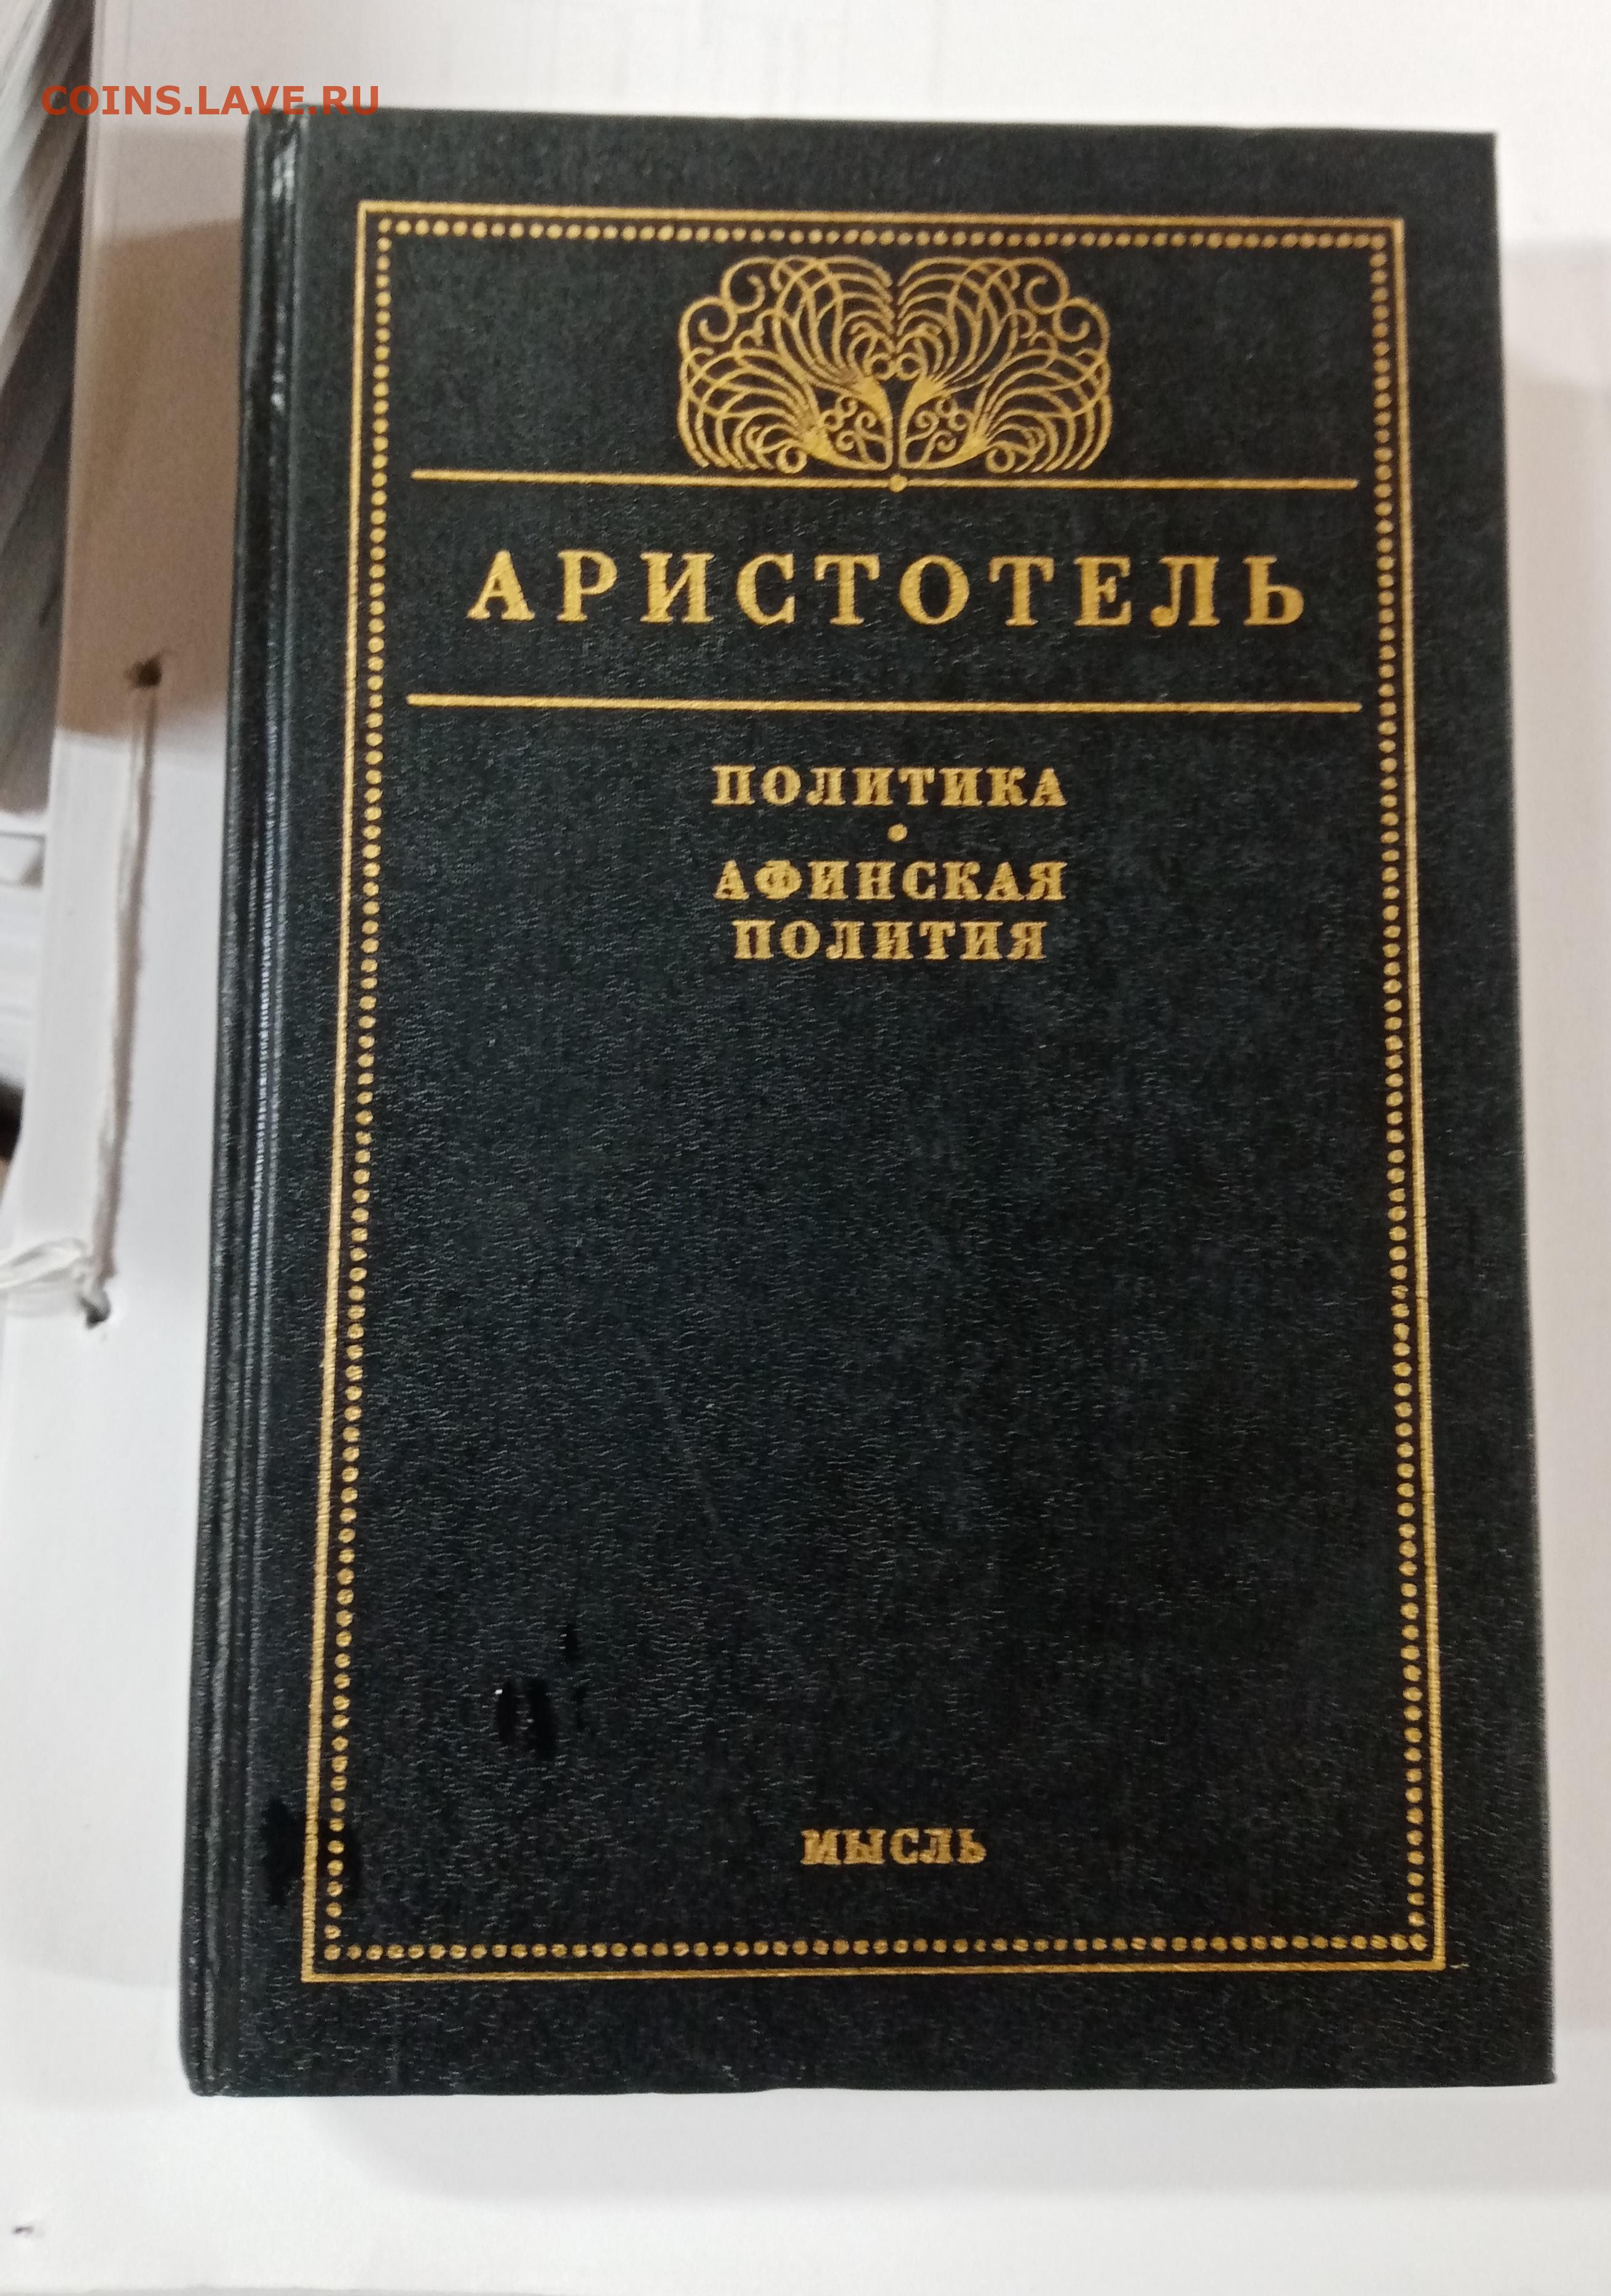 COINS.LAVE.RU
АРИСТОТЕЛЬ
ПОЛИТИКА
АФИНСКАЯ
ПОЛИТИЯ
МЫСЛЬ